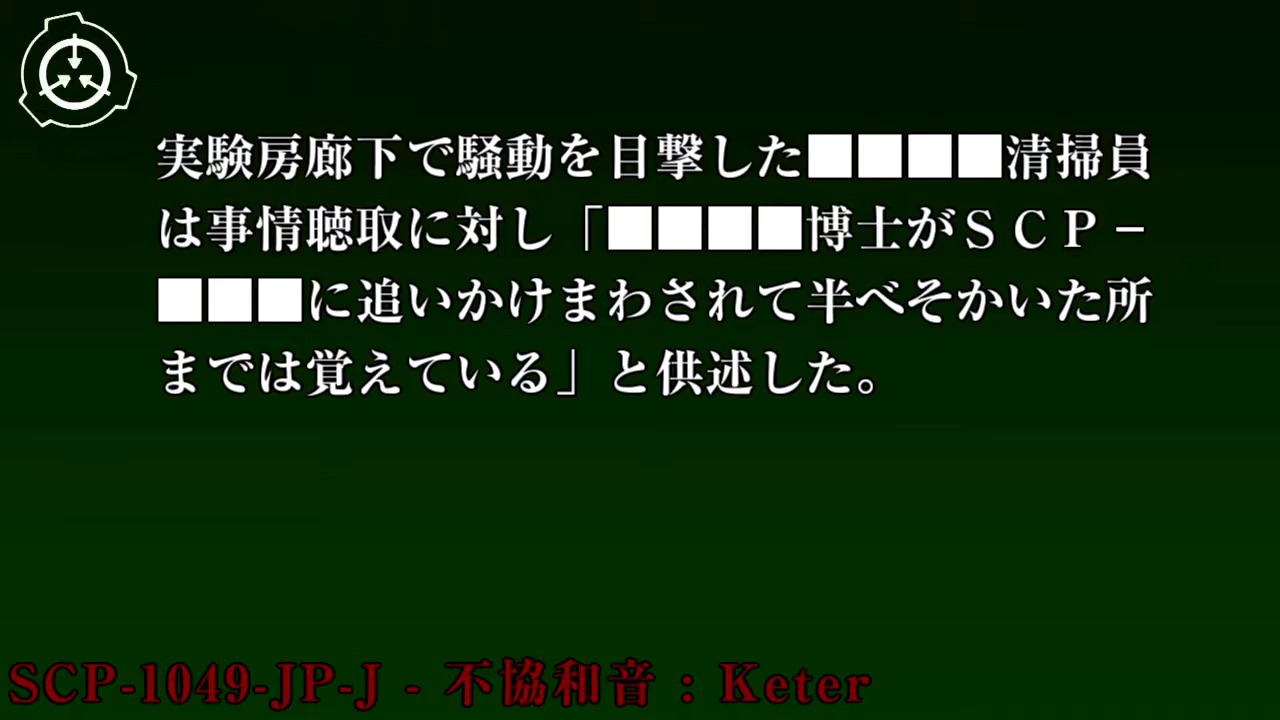 実験房廊下で騒動を目撃した■■■■清掃員
は事情聴取に対し「■■■■博士がＳＣＰ－
■■■に追いかけまわされて半べそかいた所
までは覚えている」と供述した。
SCP-1049-JP-J - 不協和音：Keter